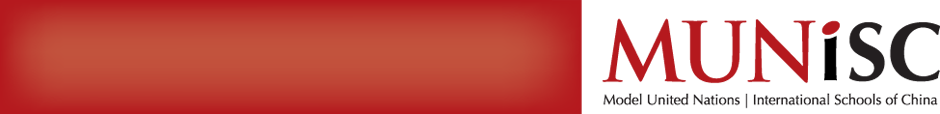 MUNiSC
Model United Nations | International Schools of China